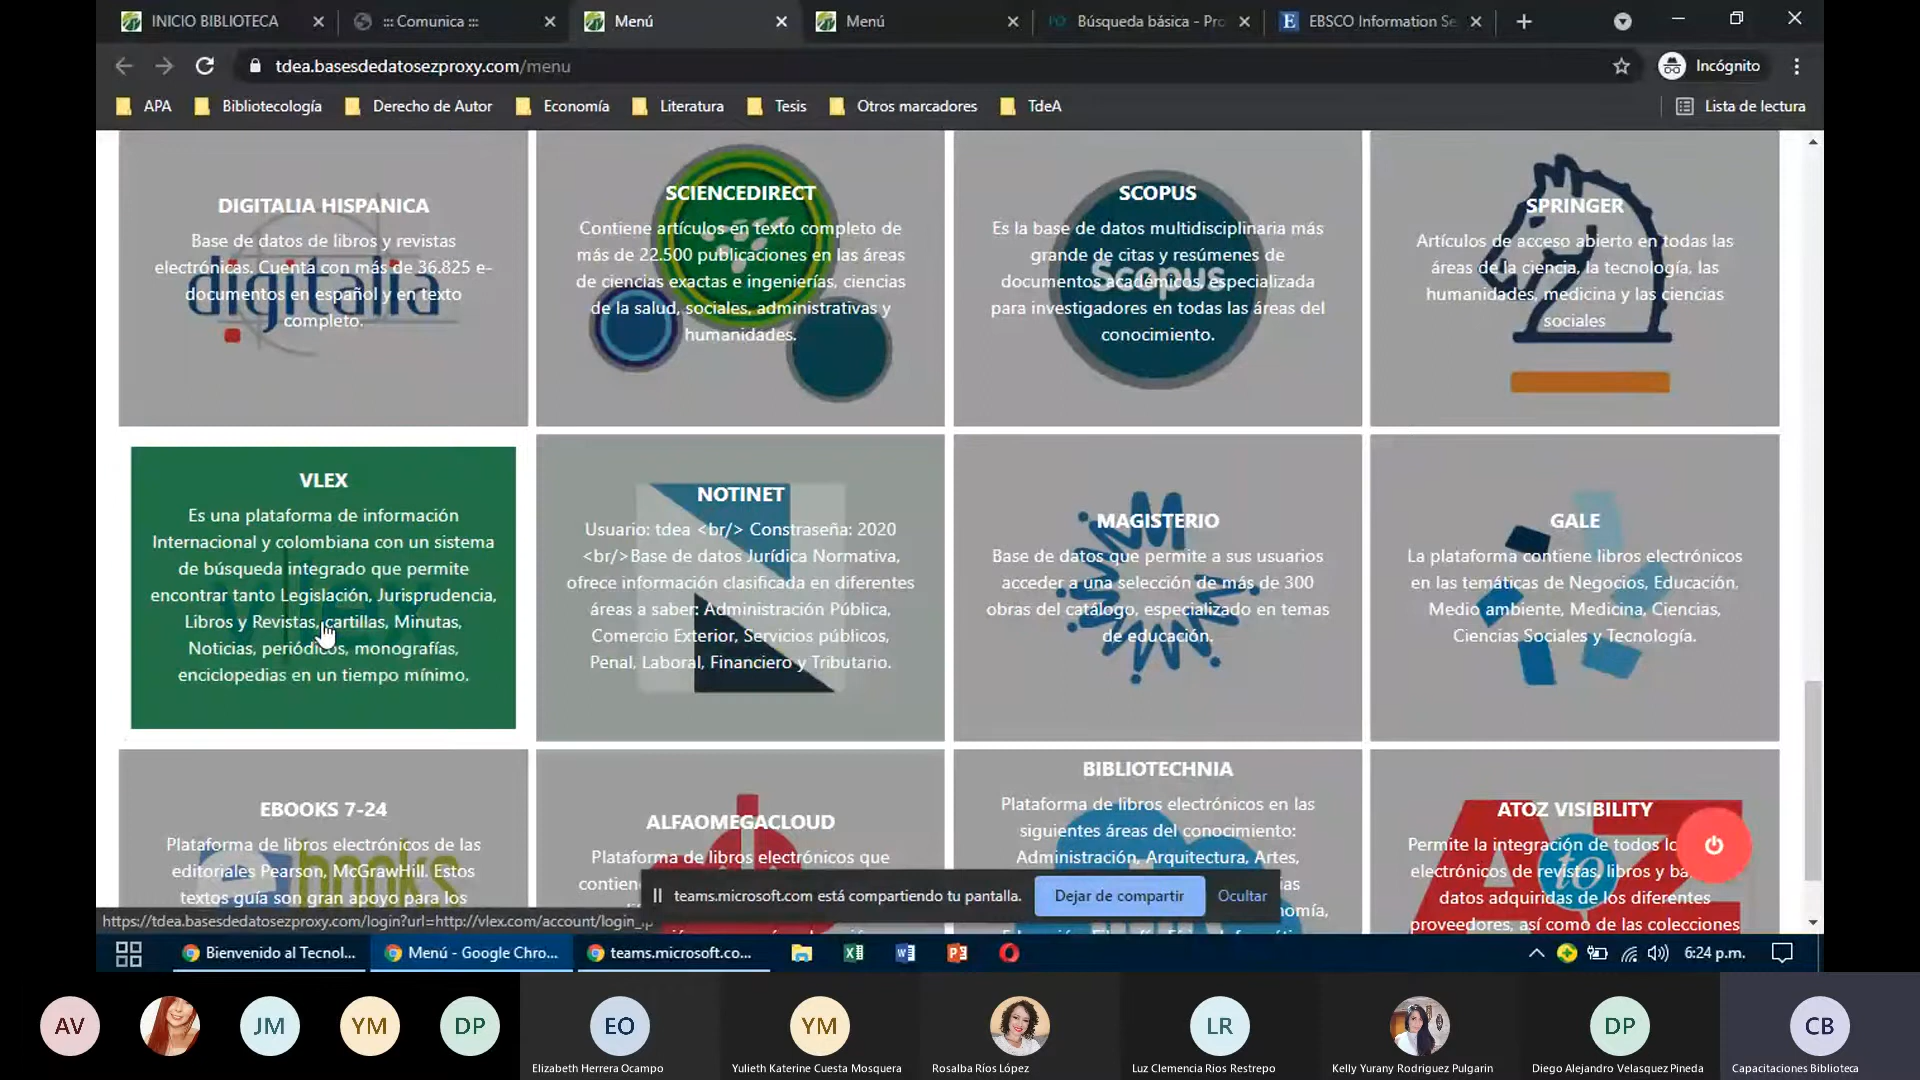 INICIO BIBLIOTECA
::: Comunica :::
Menú
Menú
Búsqueda básica - Pro
EBSCO Information Se
tdea.basesdedatosezproxy.com/menu
Incógnito
APA
Bibliotecología
Derecho de Autor
Economía
Literatura
Tesis
Otros marcadores
TdeA
Lista de lectura
DIGITALIA HISPANICA
Base de datos de libros y revistas
electrónicas. Cuenta con más de 36.825 e-
documentos en español y en texto
completo.
digitalia
SCIENCEDIRECT
Contiene artículos en texto completo de
más de 22.500 publicaciones en las áreas
de ciencias exactas e ingenierías, ciencias
de la salud, sociales, administrativas y
humanidades.
SCOPUS
Es la base de datos multidisciplinaria más
grande de citas y resúmenes de
documentos académicos, especializada
para investigadores en todas las áreas del
conocimiento.
Scopus
SPRINGER
Artículos de acceso abierto en todas las
áreas de la ciencia, la tecnología, las
humanidades, medicina y las ciencias
sociales
VLEX
Es una plataforma de información
Internacional y colombiana con un sistema
de búsqueda integrado que permite
encontrar tanto Legislación, Jurisprudencia,
Libros y Revistas, cartillas, Minutas,
Noticias, periódicos, monografías,
enciclopedias en un tiempo mínimo.
vlex
NOTINET
Usuario: tdea <br/> Constraseña: 2020
<br/>Base de datos Jurídica Normativa,
ofrece información clasificada en diferentes
áreas a saber: Administración Pública,
Comercio Exterior, Servicios públicos,
Penal, Laboral, Financiero y Tributario.
MAGISTERIO
Base de datos que permite a sus usuarios
acceder a una selección de más de 300
obras del catálogo, especializado en temas
de educación.
GALE
La plataforma contiene libros electrónicos
en las temáticas de Negocios, Educación,
Medio ambiente, Medicina, Ciencias,
Ciencias Sociales y Tecnología.
EBOOKS 7-24
Plataforma de libros electrónicos de las
editoriales Pearson, McGrawHill. Estos
textos guía son gran apoyo para los
ebooks
ALFAOMEGACLOUD
Plataforma de libros electrónicos que
BIBLIOTECHNIA
Plataforma de libros electrónicos en las
siguientes áreas del conocimiento:
Administración, Arquitectura, Artes,
ATOZ VISIBILITY
Permite la integración de todos
electrónicos de revistas, libros y
datos adquiridas de los diferentes
proveedores, así como de las colecciones
A to Z
teams.microsoft.com está compartiendo tu pantalla.
Dejar de compartir
Ocultar
https://tdea.basesdedatosezproxy.com/login?url=http://vlex.com/account/login_ip
Bienvenido al Tecnol...
Menú - Google Chro...
teams.microsoft.co...
6:24 p.m.
AV
JM
YM
DP
EO
YM
LR
DP
CB
Elizabeth Herrera Ocampo
Yulieth Katerine Cuesta Mosquera
Rosalba Ríos López
Luz Clemencia Rios Restrepo
Kelly Yurany Rodriguez Pulgarin
Diego Alejandro Velasquez Pineda
Capacitaciones Biblioteca